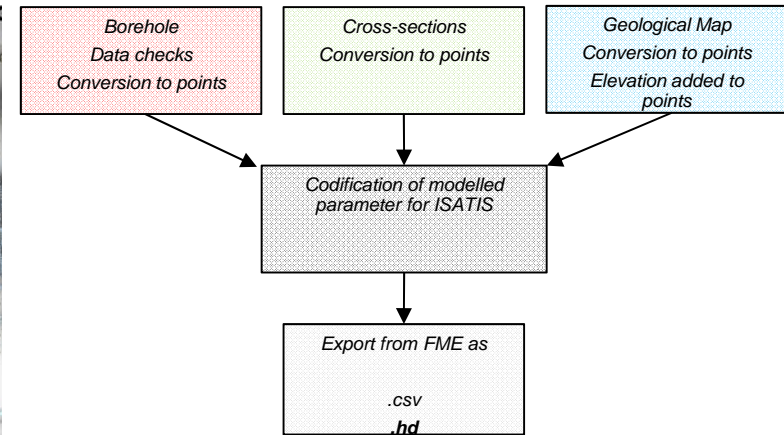 Borehole
Data checks
Conversion to points
Cross-sections
Conversion to points
Geological Map
Conversion to points
Elevation added to
points
Codification of modelled
parameter for ISATIS
Export from FME as
.csv
.hd